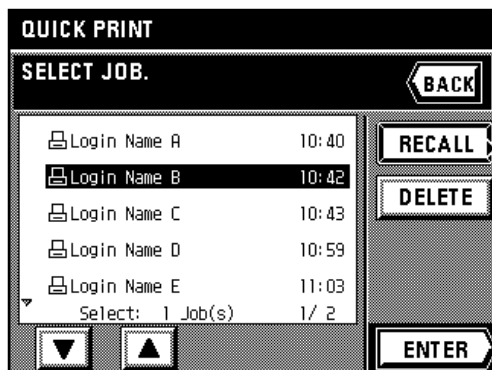 QUICK PRINT
SELECT JOB.
BACK
Login Name A 10:40
RECALL
Login Name B 10:42
DELETE
Login Name C 10:43
Login Name D 10:59
Login Name E 11:03
Select: 1 Job(s) 1/ 2
ENTER